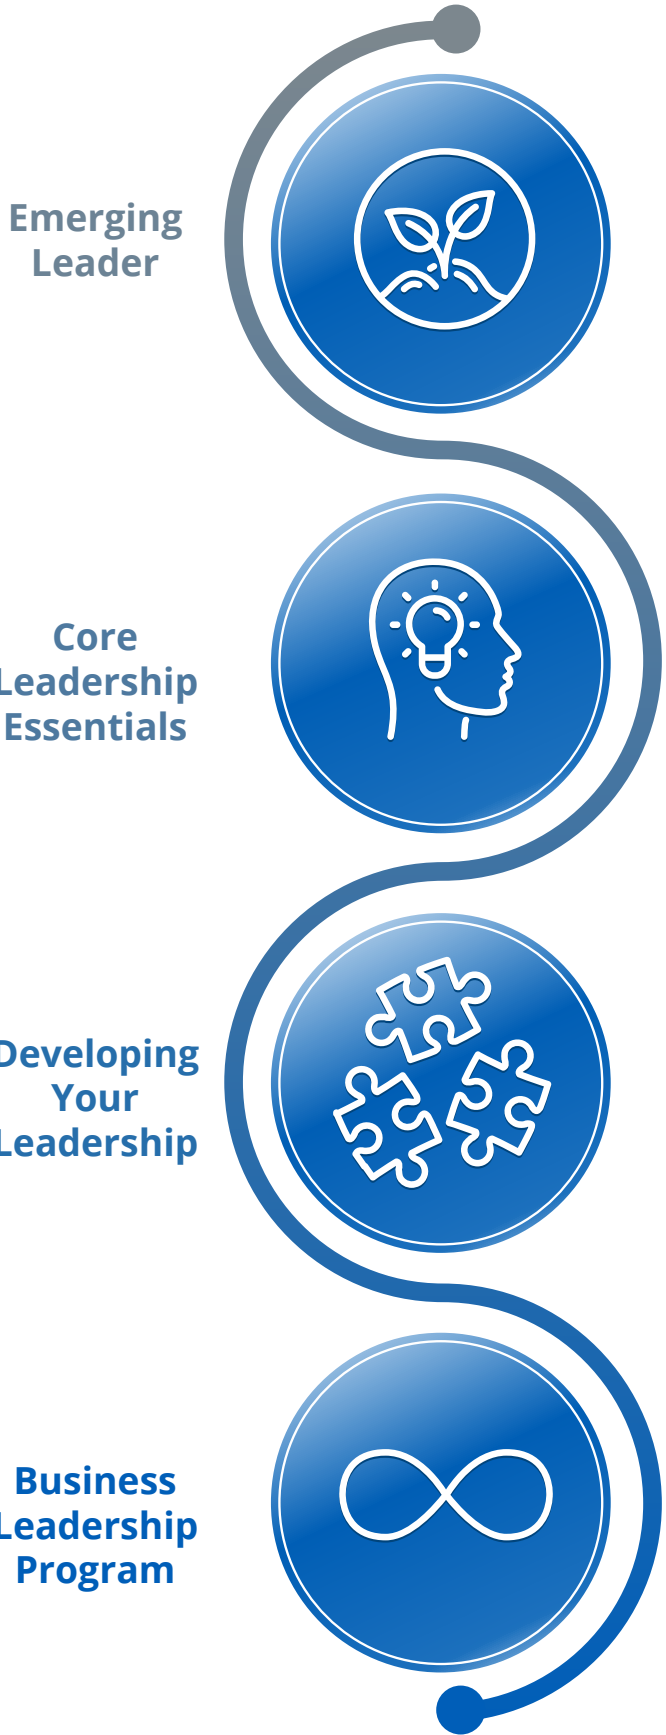 Emerging
Leader
Core
Leadership
Essentials
Developing
Your
Leadership
Business
Leadership
Program